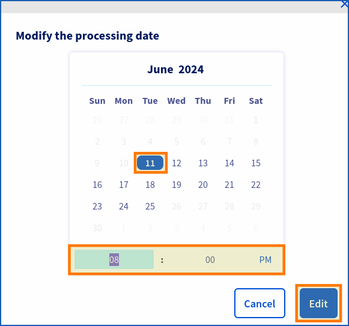 Modify the processing date
June 2024
Sun Mon Tue Wed Thu Fri Sat
26 27 28 29 30 31 1
2 3 4 5 6 7 8
9 10 11 12 13 14 15
16 17 18 19 20 21 22
23 24 25 26 27 28 29
30 1 2 3 4 5 6
08 : 00 PM
Cancel Edit